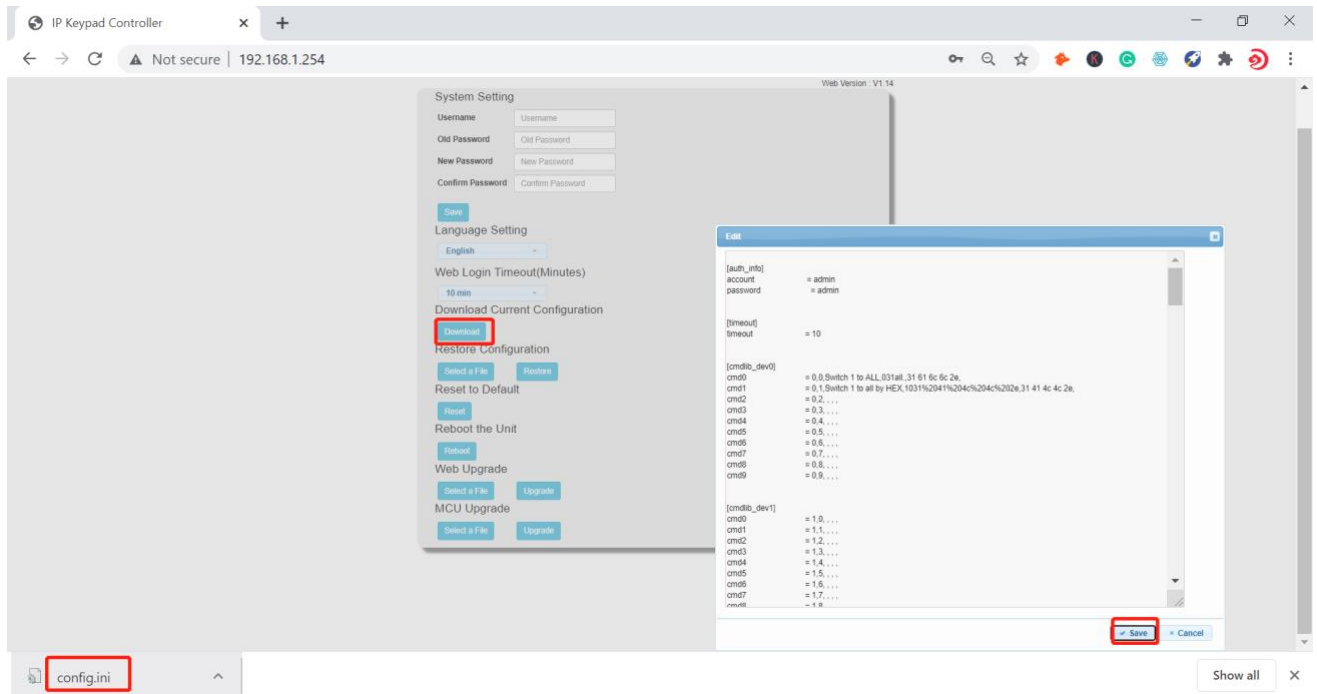 IP Keypad Controller
Not secure | 192.168.1.254
Web Version : V1.14
System Setting
Username Username
Old Password Old Password
New Password New Password
Confirm Password Confirm Password
Save
Language Setting
English
Web Login Timeout(Minutes)
10 min
Download Current Configuration
Download
Restore Configuration
Select a File Restore
Reset to Default
Reset
Reboot the Unit
Reboot
Web Upgrade
Select a File Upgrade
MCU Upgrade
Select a File Upgrade
Edit
[auth_info]
account = admin
password = admin
[timeout]
timeout = 10
[cmdlib_dev0]
cmd0 = 0,0,Switch 1 to ALL,031all.,31 61 6c 6c 2e,
cmd1 = 0,1,Switch 1 to all by HEX,1031%2041%204c%204c%202e,31 41 4c 4c 2e,
cmd2 = 0,2, , , ,
cmd3 = 0,3, , , ,
cmd4 = 0,4, , , ,
cmd5 = 0,5, , , ,
cmd6 = 0,6, , , ,
cmd7 = 0,7, , , ,
cmd8 = 0,8, , , ,
cmd9 = 0,9, , , ,
[cmdlib_dev1]
cmd0 = 1,0, , , ,
cmd1 = 1,1, , , ,
cmd2 = 1,2, , , ,
cmd3 = 1,3, , , ,
cmd4 = 1,4, , , ,
cmd5 = 1,5, , , ,
cmd6 = 1,6, , , ,
cmd7 = 1,7, , , ,
cmd8 = 1,8
Save Cancel
config.ini
Show all